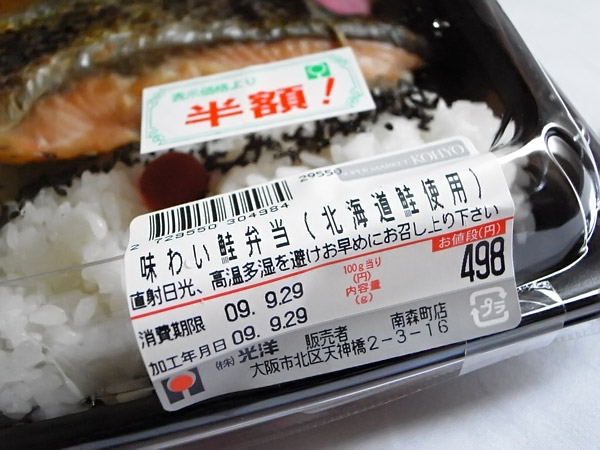 表示価格より
半額!
29550
SUPERMARKET KOHYO
2 729550 304984
味わい鮭弁当(北海道鮭使用)
直射日光、高温多湿を避けお早めにお召し上り下さい
消費期限 09. 9.29
100g当り(円)
内容量(g)
お値段(円)
498
加工年月日 09. 9.29
プラ
販売者
(株)光洋 南森町店
大阪市北区天神橋2-3-16